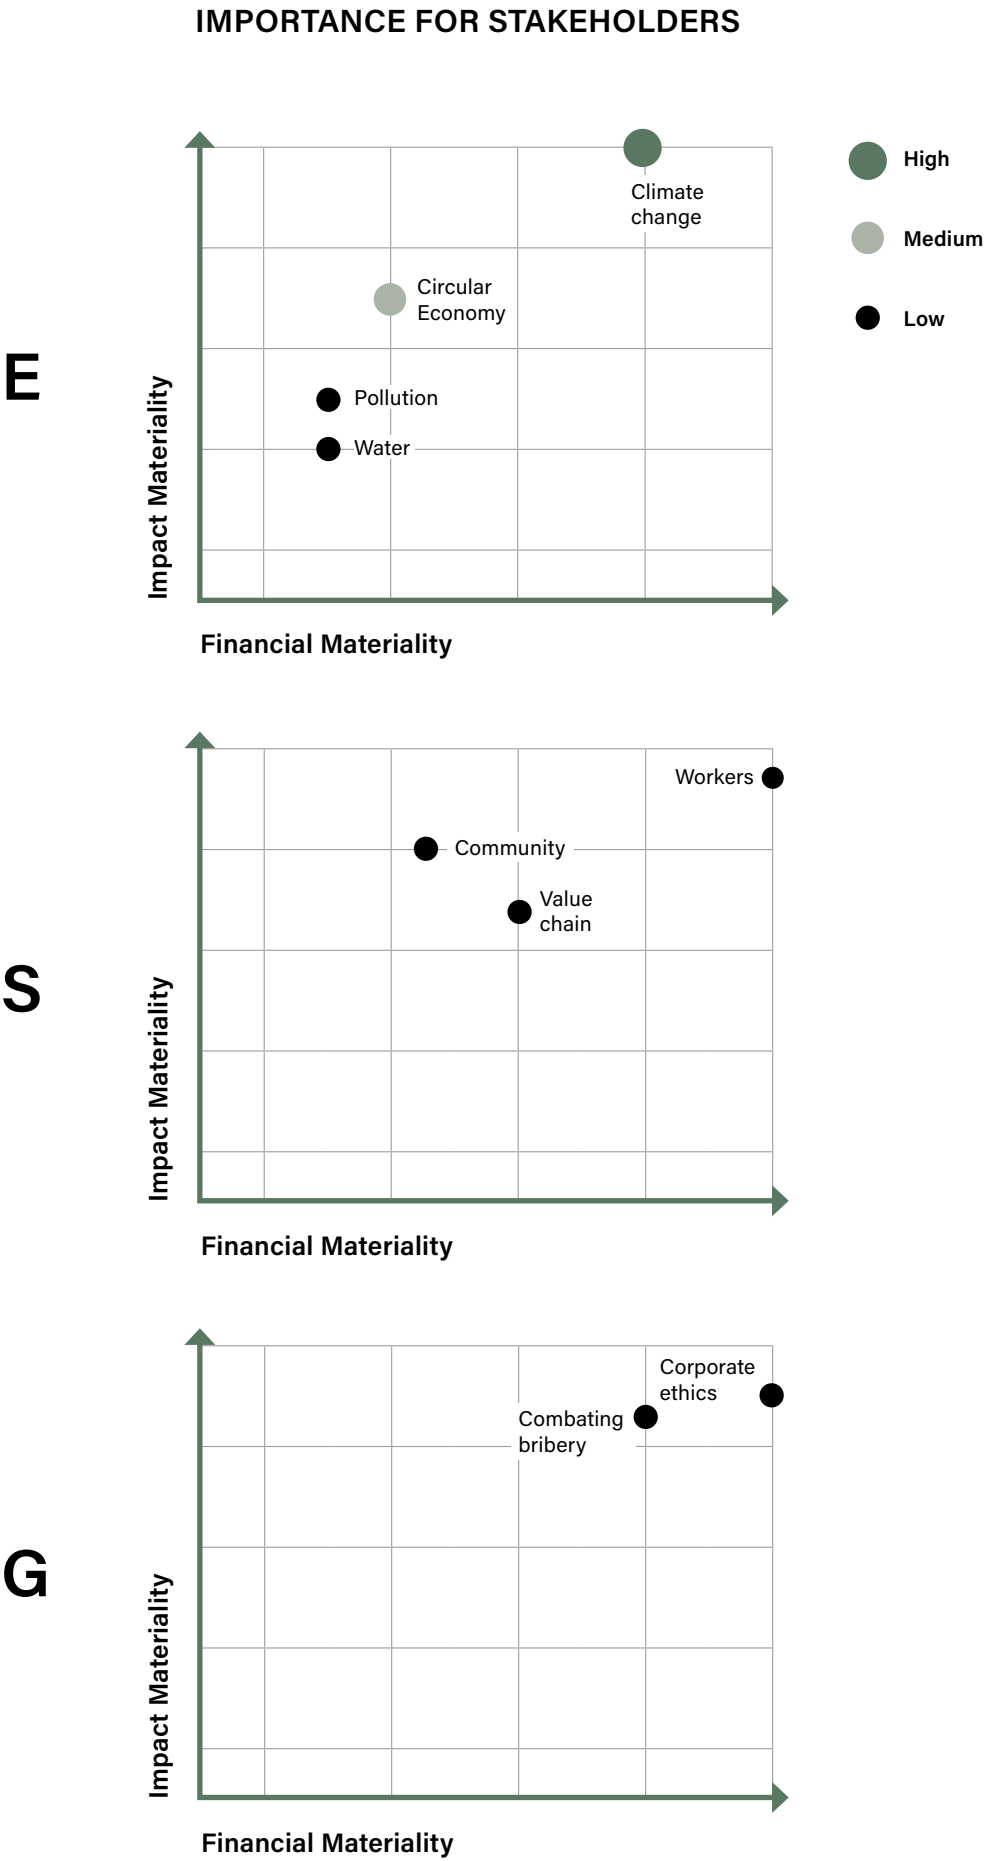 IMPORTANCE FOR STAKEHOLDERS
High
Medium
Low
E
Impact Materiality
Climate
change
Circular
Economy
Pollution
Water
Financial Materiality
S
Impact Materiality
Workers
Community
Value
chain
Financial Materiality
G
Impact Materiality
Corporate
ethics
Combating
bribery
Financial Materiality